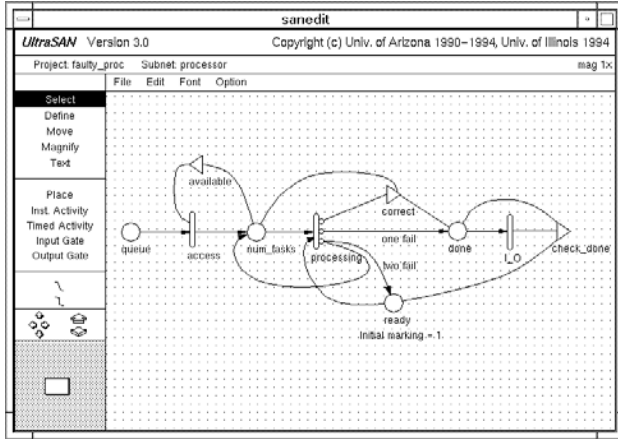 sanedit
UltraSAN Version 3.0 Copyright (c) Univ. of Arizona 1990-1994, Univ. of Illinois 1994
Project: faulty_proc Subnet: processor mag 1x
File Edit Font Option
Select
Define
Move
Magnify
Text
Place
Inst. Activity
Timed Activity
Input Gate
Output Gate
available
correct
queue
access
num_tasks
processing
one fail
done
I_O
check_done
two fail
ready
Initial marking = 1